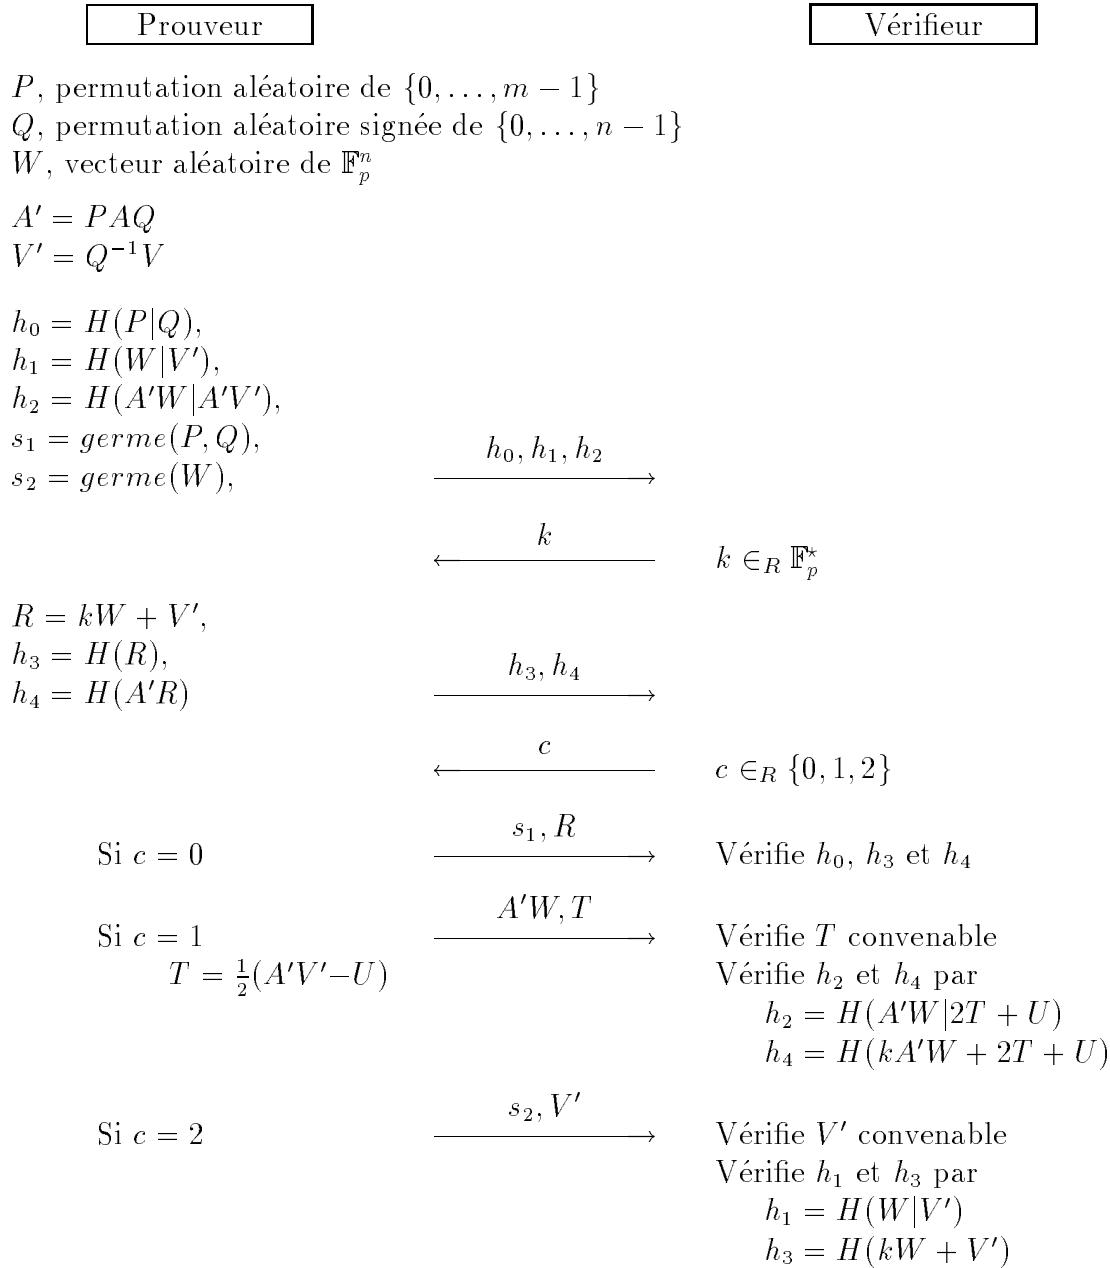 Prouveur Vérifieur
P, permutation aléatoire de {0, . . . , m − 1}
Q, permutation aléatoire signée de {0, . . . , n − 1}
W, vecteur aléatoire de 𝔽ₚⁿ
A′ = PAQ
V′ = Q⁻¹V
h₀ = H(P|Q),
h₁ = H(W|V′),
h₂ = H(A′W|A′V′),
s₁ = germe(P, Q),
h₀, h₁, h₂
s₂ = germe(W),
k
k ∈_R 𝔽ₚ⋆
R = kW + V′,
h₃ = H(R),
h₃, h₄
h₄ = H(A′R)
c
c ∈_R {0, 1, 2}
s₁, R
Si c = 0 Vérifie h₀, h₃ et h₄
A′W, T
Si c = 1 Vérifie T convenable
T = ½(A′V′−U) Vérifie h₂ et h₄ par
h₂ = H(A′W|2T + U)
h₄ = H(kA′W + 2T + U)
s₂, V′
Si c = 2 Vérifie V′ convenable
Vérifie h₁ et h₃ par
h₁ = H(W|V′)
h₃ = H(kW + V′)